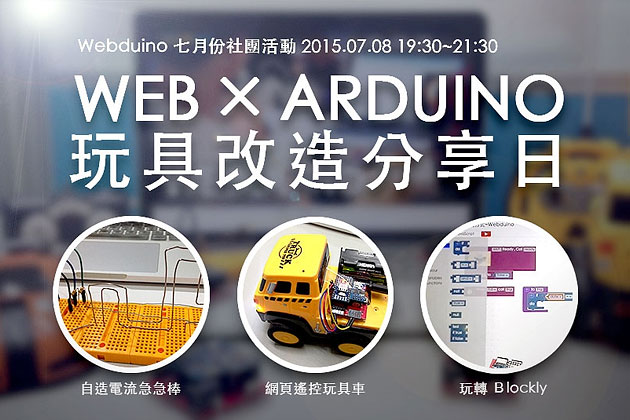 Webduino 七月份社團活動 2015.07.08 19:30~21:30
WEB × ARDUINO
玩具改造分享日
TRUCK
自造電流急急棒
網頁遙控玩具車
玩轉 Blockly